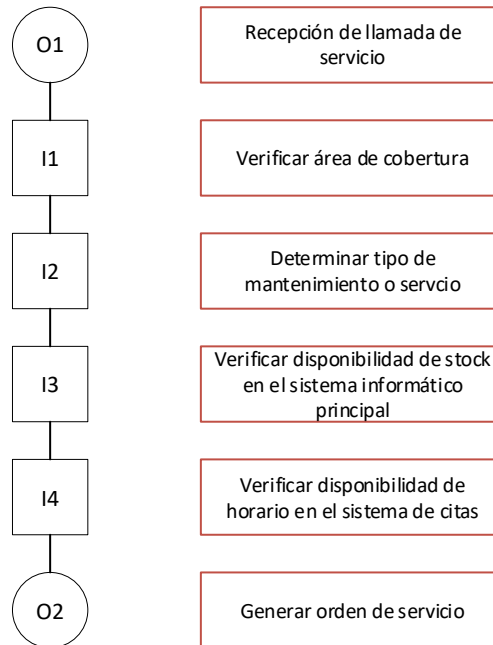 O1
Recepción de llamada de
servicio
I1
Verificar área de cobertura
I2
Determinar tipo de
mantenimiento o servcio
I3
Verificar disponibilidad de stock
en el sistema informático
principal
I4
Verificar disponibilidad de
horario en el sistema de citas
O2
Generar orden de servicio